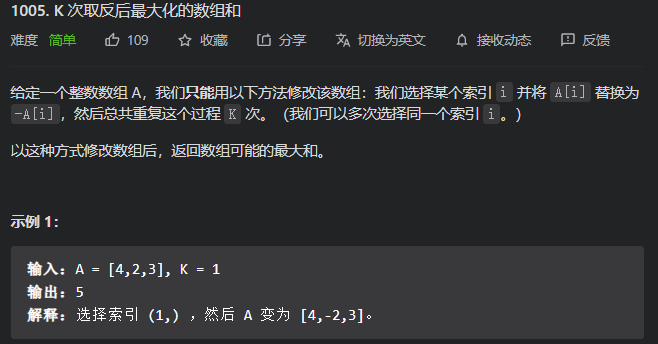 1005. K 次取反后最大化的数组和
难度 简单 109 收藏 分享 切换为英文 接收动态 反馈
给定一个整数数组 A，我们只能用以下方法修改该数组：我们选择某个索引 i 并将 A[i] 替换为
-A[i]，然后总共重复这个过程 K 次。（我们可以多次选择同一个索引 i。）
以这种方式修改数组后，返回数组可能的最大和。
示例 1：
输入：A = [4,2,3], K = 1
输出：5
解释：选择索引 (1,) ，然后 A 变为 [4,-2,3]。